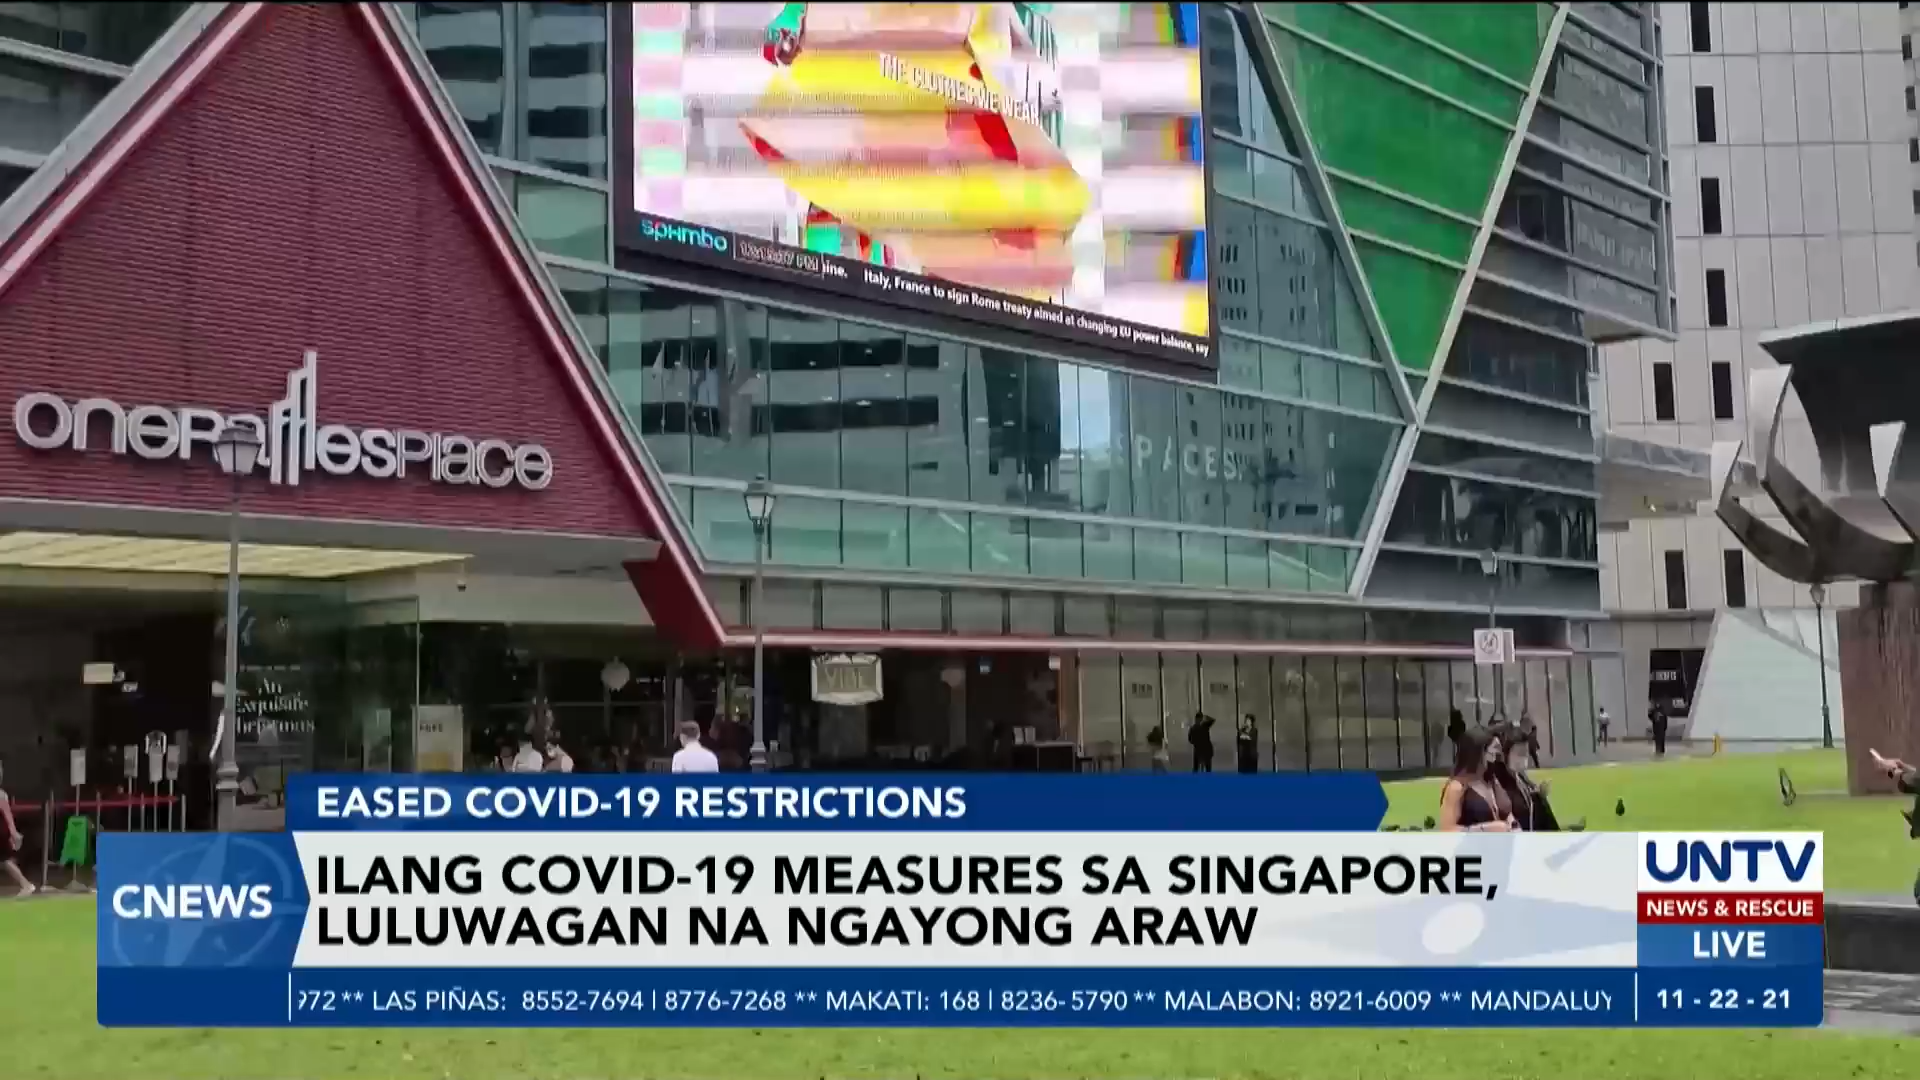 THE CLOTHES WE WEAR
sphmbo
ine. Italy, France to sign Rome treaty aimed at changing EU power balance, say
oneRafflesPlace
SPACES
An
Exquisite
Christmas
EASED COVID-19 RESTRICTIONS
CNEWS
ILANG COVID-19 MEASURES SA SINGAPORE,
LULUWAGAN NA NGAYONG ARAW
UNTV
NEWS & RESCUE
LIVE
972 ** LAS PIÑAS: 8552-7694 | 8776-7268 ** MAKATI: 168 | 8236-5790 ** MALABON: 8921-6009 ** MANDALUY
11 - 22 - 21